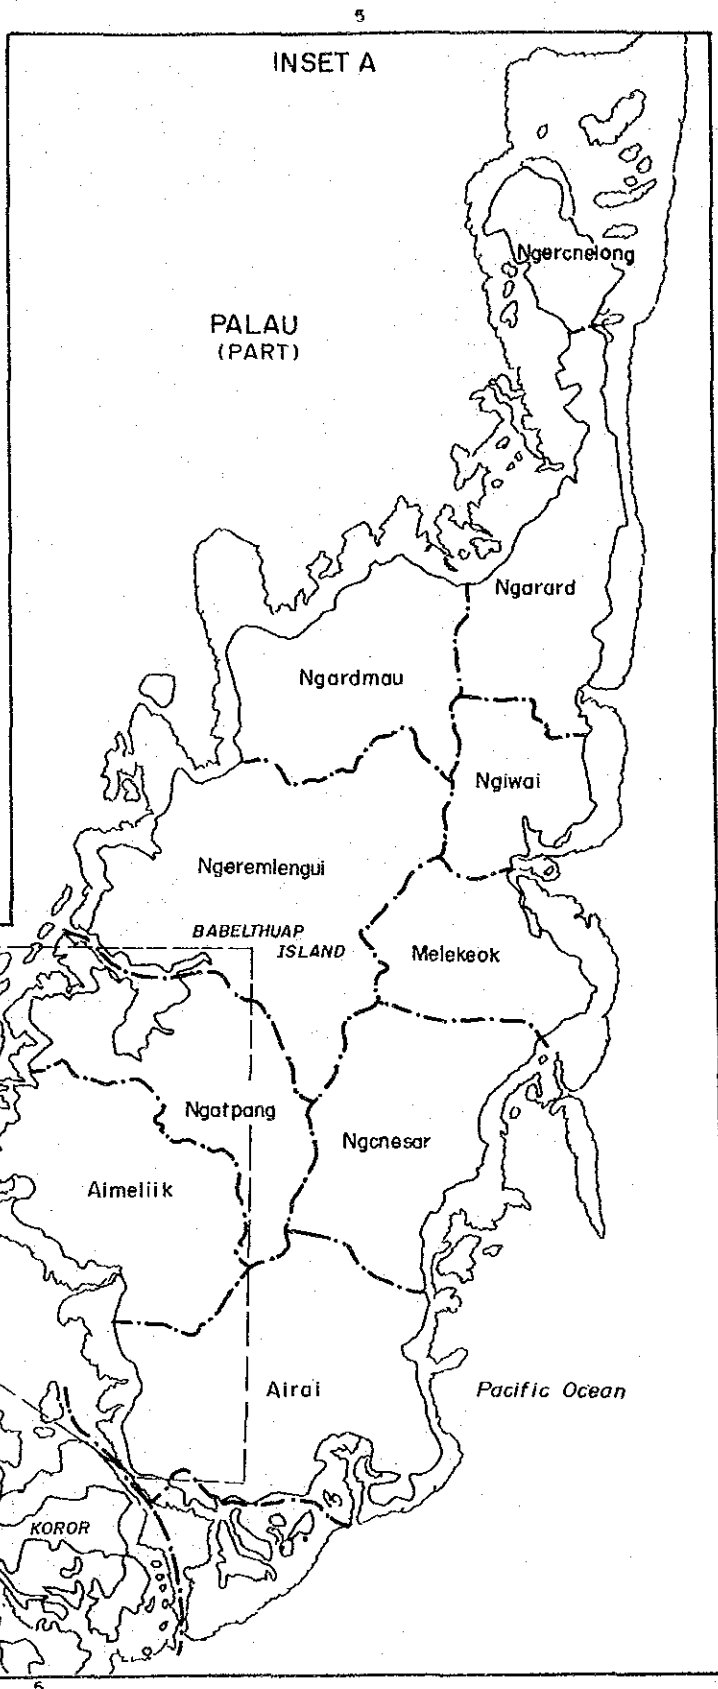 5
INSET A
Ngercnelong
PALAU
(PART)
Ngarard
Ngardmau
Ngiwai
Ngeremlengui
BABELTHUAP
ISLAND
Melekeok
Ngatpang
Ngcnesar
Aimeliik
Airai
Pacific Ocean
KOROR
6